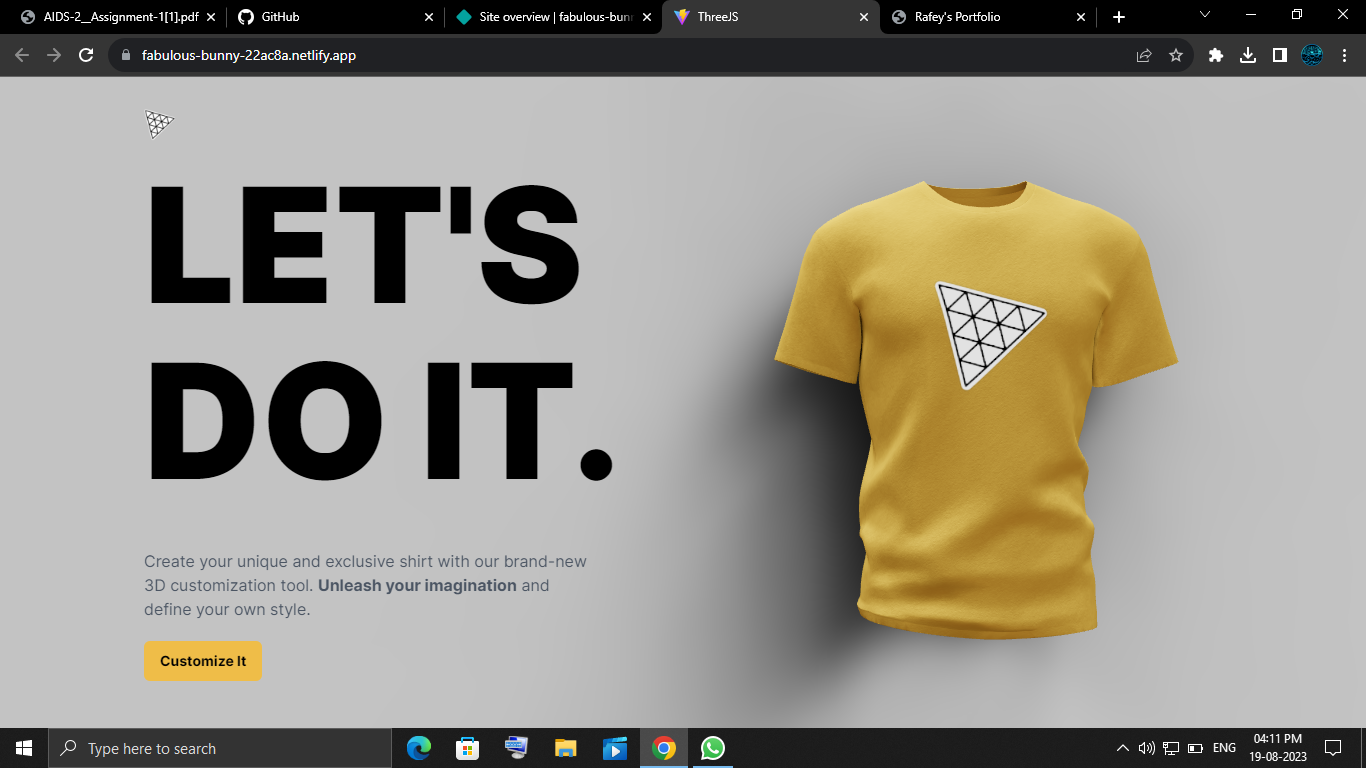 AIDS-2__Assignment-1[1].pdf
GitHub
Site overview | fabulous-bun
ThreeJS
Rafey's Portfolio
fabulous-bunny-22ac8a.netlify.app
LET'S
DO IT.
Create your unique and exclusive shirt with our brand-new
3D customization tool. Unleash your imagination and
define your own style.
Customize It
Type here to search
ENG
04:11 PM
19-08-2023